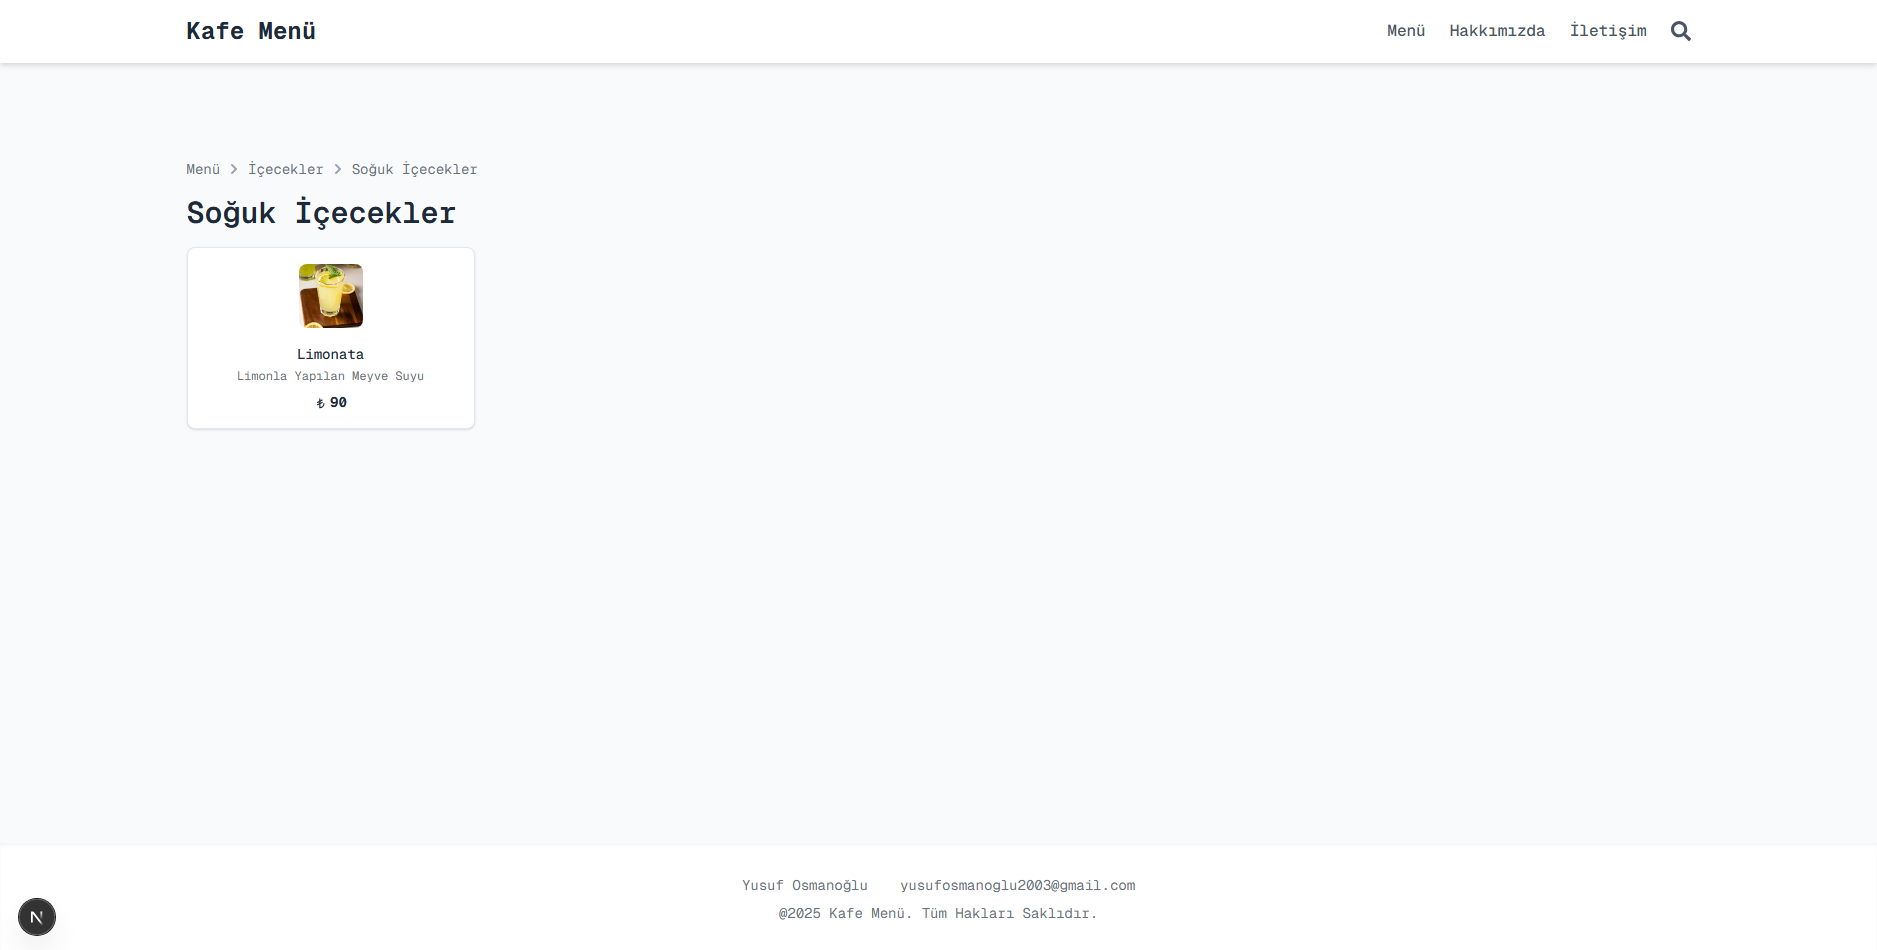 Kafe Menü
Menü Hakkımızda İletişim
Menü > İçecekler > Soğuk İçecekler
Soğuk İçecekler
Limonata
Limonla Yapılan Meyve Suyu
₺ 90
Yusuf Osmanoğlu yusufosmanoglu2003@gmail.com
@2025 Kafe Menü. Tüm Hakları Saklıdır.
N